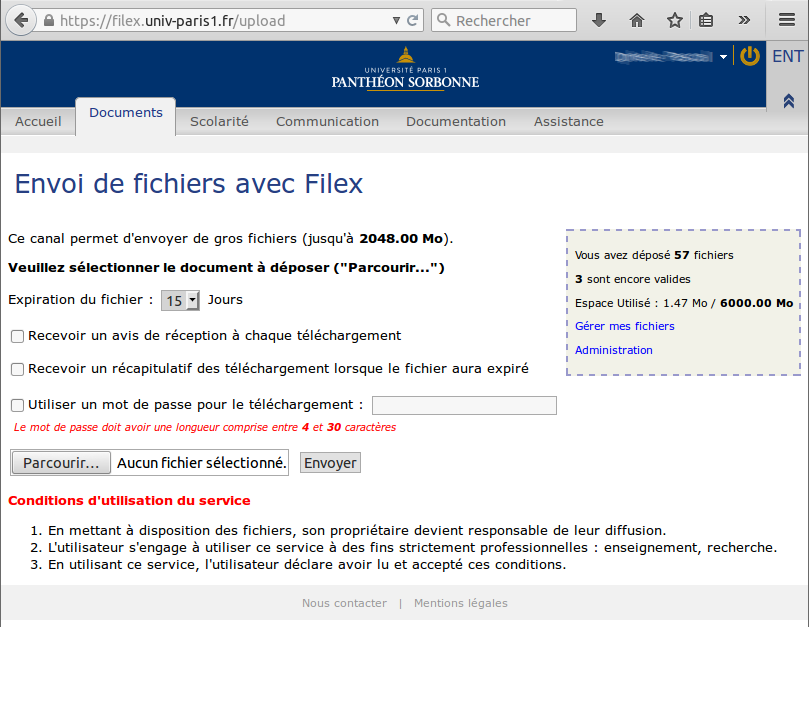 https://filex.univ-paris1.fr/upload
Rechercher
UNIVERSITÉ PARIS 1
PANTHÉON SORBONNE
ENT
Accueil
Documents
Scolarité
Communication
Documentation
Assistance
Envoi de fichiers avec Filex
Ce canal permet d'envoyer de gros fichiers (jusqu'à 2048.00 Mo).
Veuillez sélectionner le document à déposer ("Parcourir...")
Expiration du fichier : 15 Jours
Recevoir un avis de réception à chaque téléchargement
Recevoir un récapitulatif des téléchargement lorsque le fichier aura expiré
Utiliser un mot de passe pour le téléchargement :
Le mot de passe doit avoir une longueur comprise entre 4 et 30 caractères
Parcourir... Aucun fichier sélectionné. Envoyer
Vous avez déposé 57 fichiers
3 sont encore valides
Espace Utilisé : 1.47 Mo / 6000.00 Mo
Gérer mes fichiers
Administration
Conditions d'utilisation du service
1. En mettant à disposition des fichiers, son propriétaire devient responsable de leur diffusion.
2. L'utilisateur s'engage à utiliser ce service à des fins strictement professionnelles : enseignement, recherche.
3. En utilisant ce service, l'utilisateur déclare avoir lu et accepté ces conditions.
Nous contacter | Mentions légales